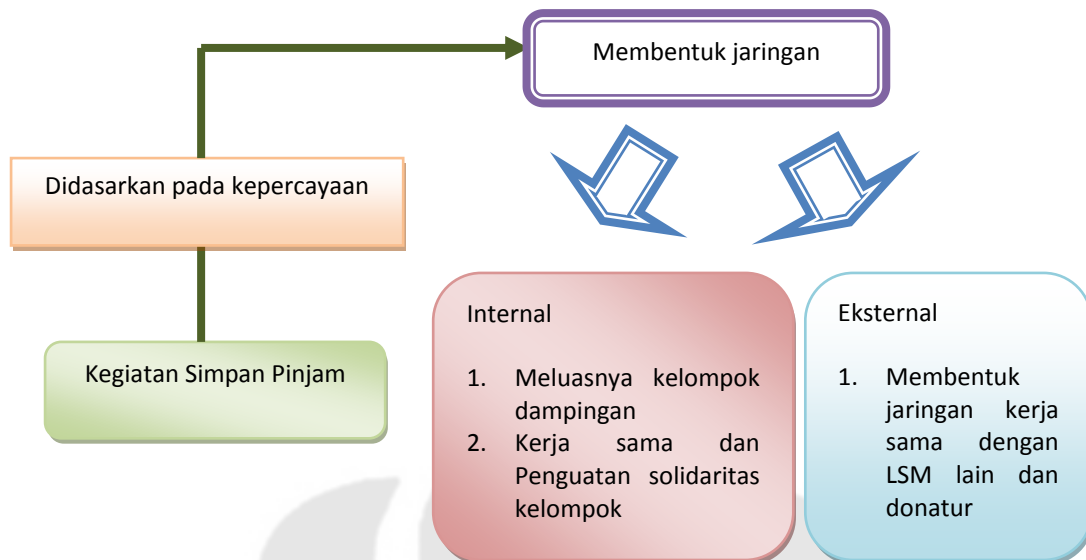 Membentuk jaringan
Didasarkan pada kepercayaan
Kegiatan Simpan Pinjam
Internal
1. Meluasnya kelompok
dampingan
2. Kerja sama dan
Penguatan solidaritas
kelompok
Eksternal
1. Membentuk
jaringan kerja
sama dengan
LSM lain dan
donatur